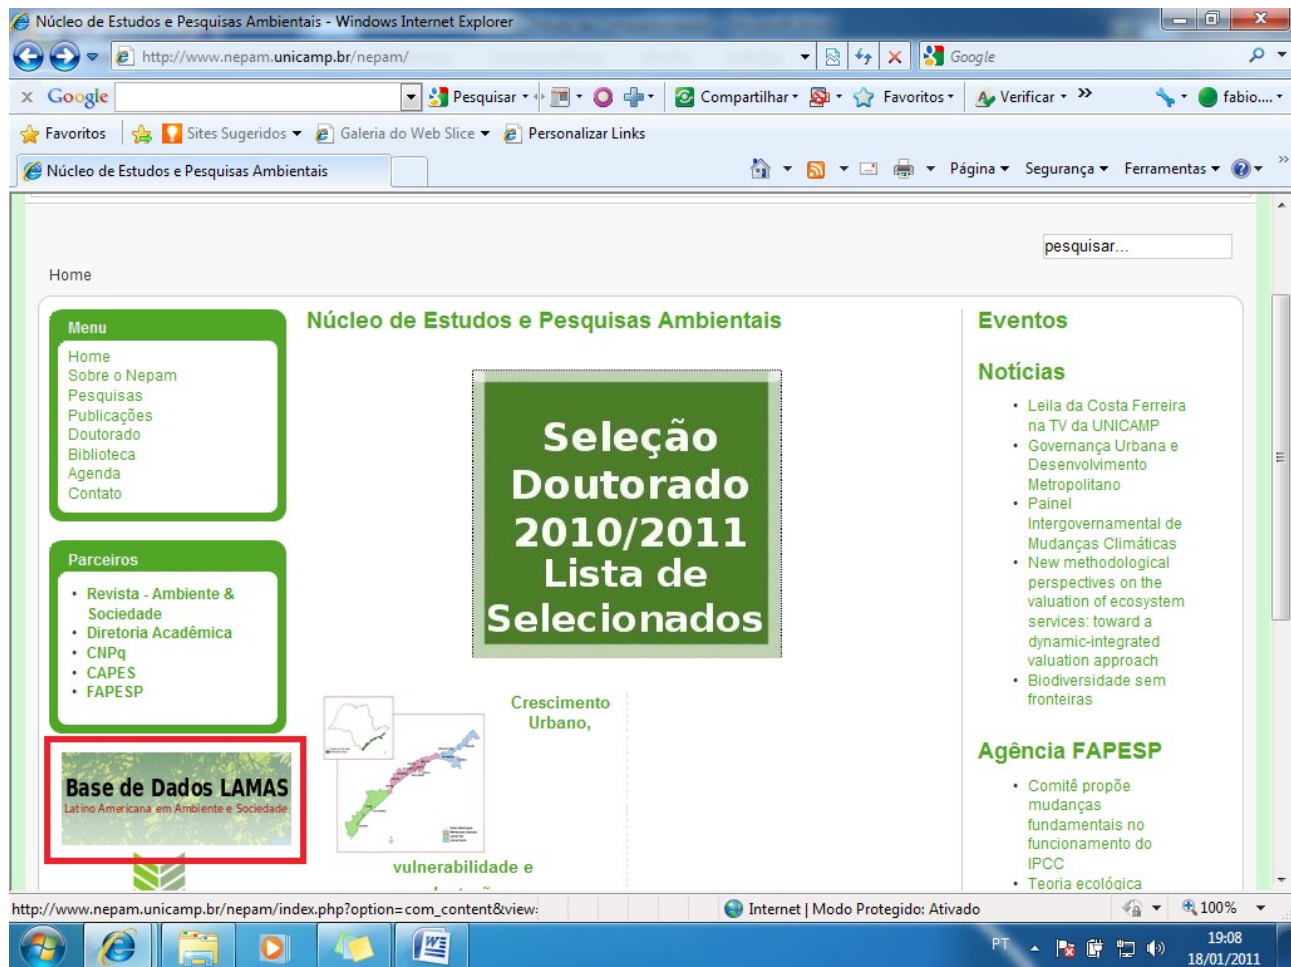 Núcleo de Estudos e Pesquisas Ambientais - Windows Internet Explorer
http://www.nepam.unicamp.br/nepam/
Google
x Google
Pesquisar
Compartilhar
Favoritos
Verificar
fabio....
Favoritos
Sites Sugeridos
Galeria do Web Slice
Personalizar Links
Núcleo de Estudos e Pesquisas Ambientais
Página
Segurança
Ferramentas
pesquisar...
Home
Menu
Home
Sobre o Nepam
Pesquisas
Publicações
Doutorado
Biblioteca
Agenda
Contato
Parceiros
• Revista - Ambiente &
Sociedade
• Diretoria Acadêmica
• CNPq
• CAPES
• FAPESP
Base de Dados LAMAS
Latino Americana em Ambiente e Sociedade
Núcleo de Estudos e Pesquisas Ambientais
Seleção
Doutorado
2010/2011
Lista de
Selecionados
Crescimento
Urbano,
vulnerabilidade e
Eventos
Notícias
• Leila da Costa Ferreira
na TV da UNICAMP
• Governança Urbana e
Desenvolvimento
Metropolitano
• Painel
Intergovernamental de
Mudanças Climáticas
• New methodological
perspectives on the
valuation of ecosystem
services: toward a
dynamic-integrated
valuation approach
• Biodiversidade sem
fronteiras
Agência FAPESP
• Comitê propõe
mudanças
fundamentais no
funcionamento do
IPCC
• Teoria ecológica
http://www.nepam.unicamp.br/nepam/index.php?option=com_content&view=
Internet | Modo Protegido: Ativado
100%
PT
19:08
18/01/2011